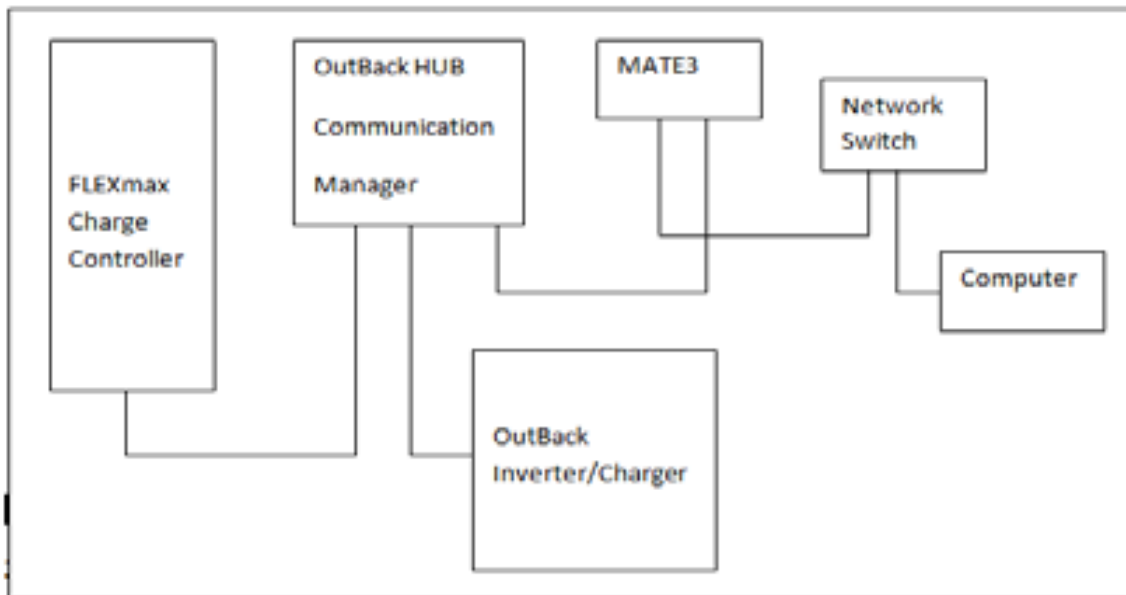 OutBack HUB
Communication
Manager
MATE3
Network
Switch
FLEXmax
Charge
Controller
Computer
OutBack
Inverter/Charger